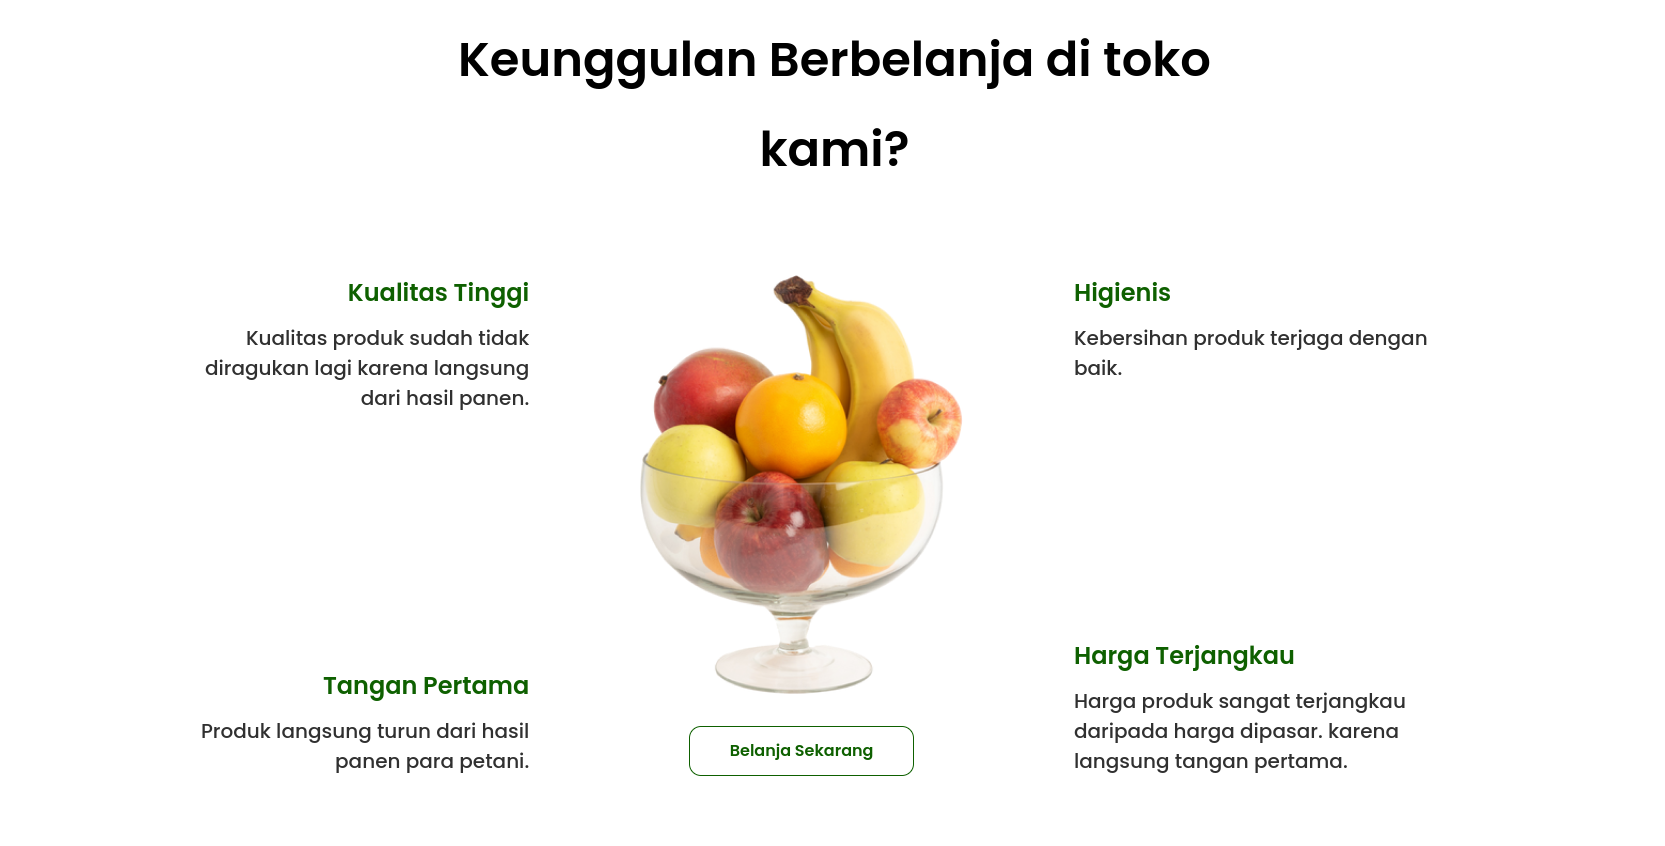 Keunggulan Berbelanja di toko
kami?
Kualitas Tinggi
Kualitas produk sudah tidak
diragukan lagi karena langsung
dari hasil panen.
Tangan Pertama
Produk langsung turun dari hasil
panen para petani.
Belanja Sekarang
Higienis
Kebersihan produk terjaga dengan
baik.
Harga Terjangkau
Harga produk sangat terjangkau
daripada harga dipasar. karena
langsung tangan pertama.